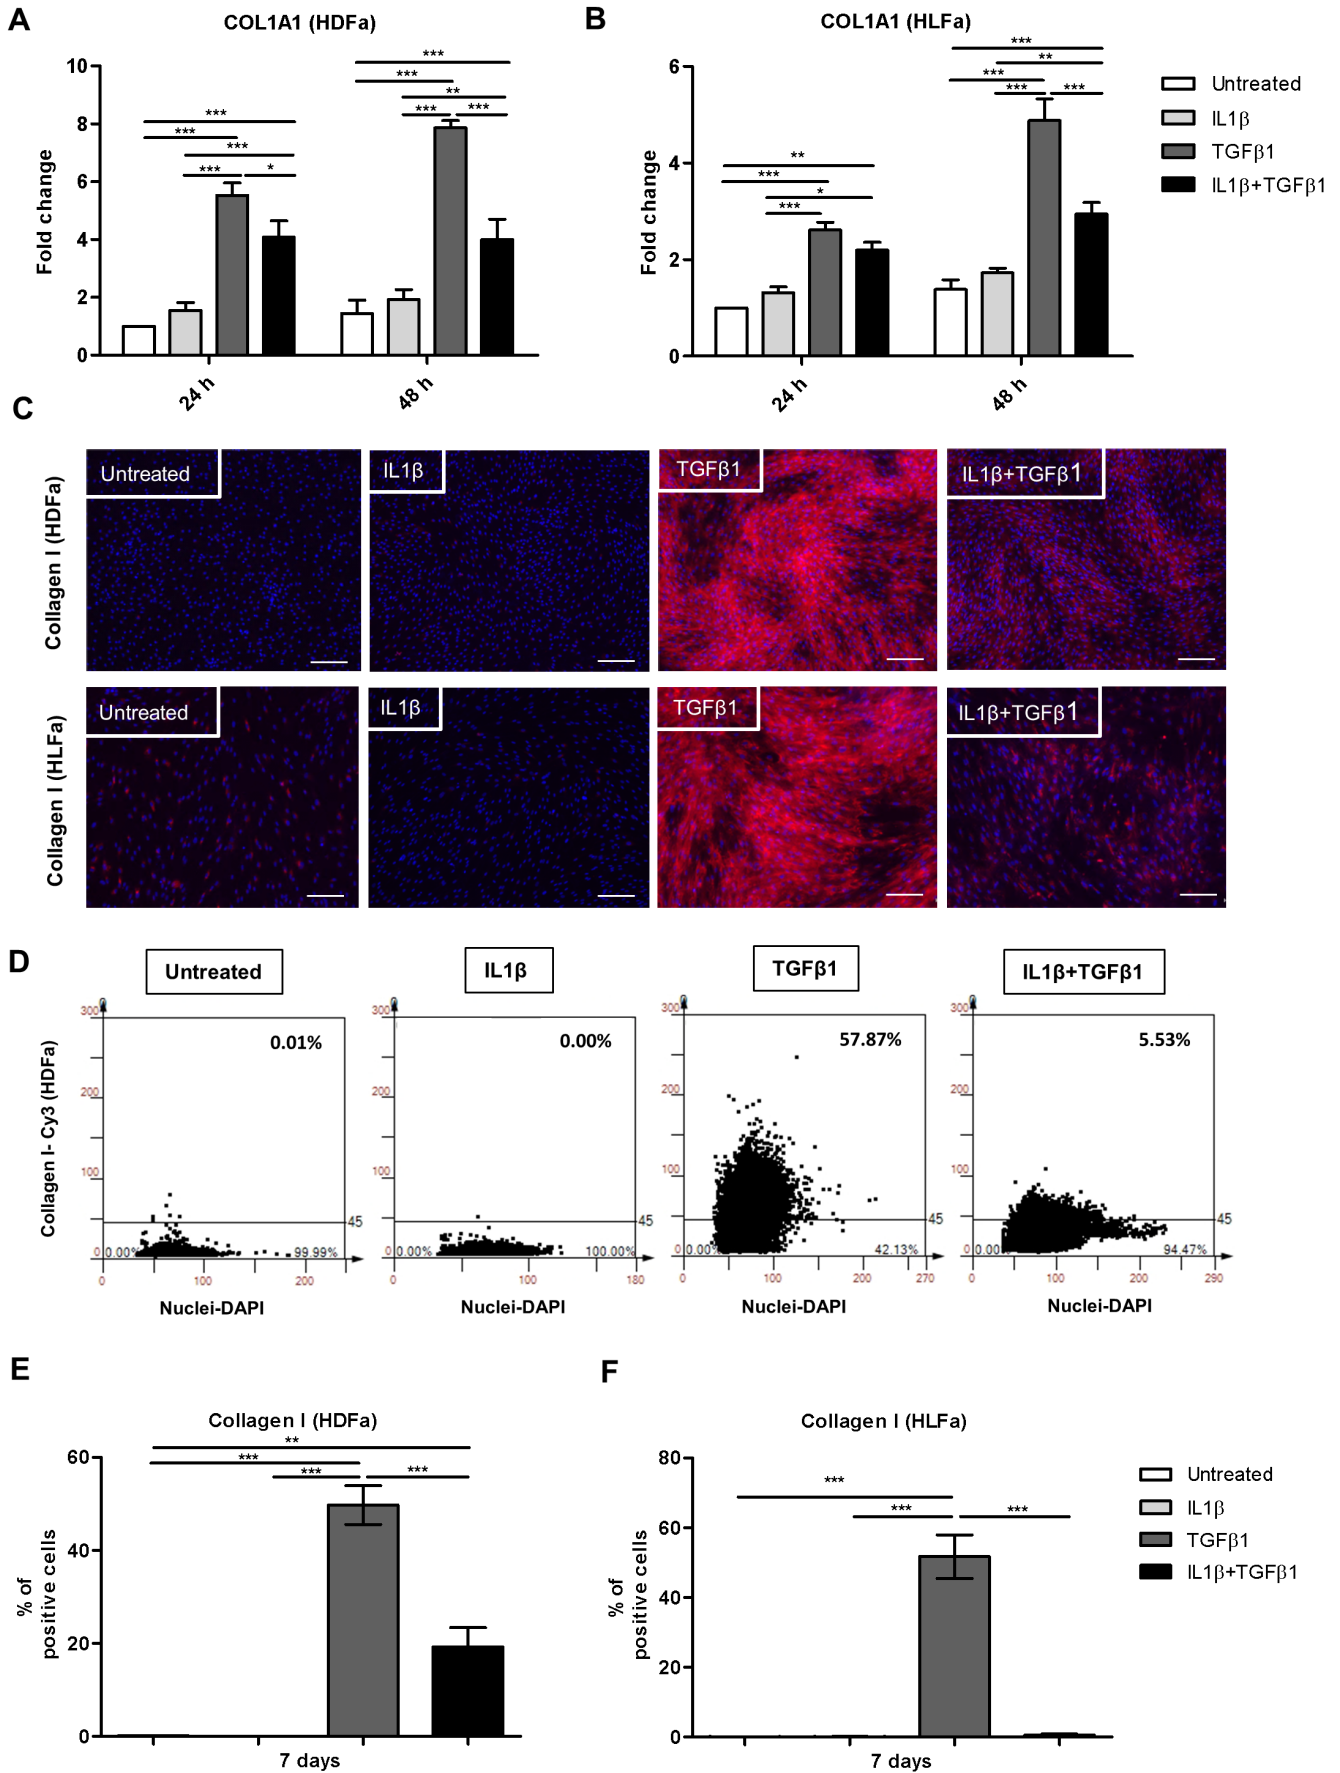 A
COL1A1 (HDFa)
Fold change
10
8
6
4
2
0
***
***
***
***
*
***
***
**
***
***
24 h
48 h
B
COL1A1 (HLFa)
Fold change
6
4
2
0
**
***
*
***
***
**
***
***
***
24 h
48 h
Untreated
IL1β
TGFβ1
IL1β+TGFβ1
C
Collagen I (HDFa)
Untreated
IL1β
TGFβ1
IL1β+TGFβ1
Collagen I (HLFa)
Untreated
IL1β
TGFβ1
IL1β+TGFβ1
D
Untreated
IL1β
TGFβ1
IL1β+TGFβ1
Collagen I- Cy3 (HDFa)
300
200
100
0
0.01%
45
0.00%
99.99%
0
100
200
Nuclei-DAPI
300
200
100
0
0.00%
45
0.00%
100.00%
0
100
180
Nuclei-DAPI
300
200
100
0
57.87%
45
0.00%
42.13%
0
100
200
270
Nuclei-DAPI
300
200
100
0
5.53%
45
0.00
94.47%
0
100
200
290
Nuclei-DAPI
E
Collagen I (HDFa)
% of
positive cells
60
40
20
0
**
***
***
***
7 days
F
Collagen I (HLFa)
% of
positive cells
80
60
40
20
0
***
***
***
7 days
Untreated
IL1β
TGFβ1
IL1β+TGFβ1